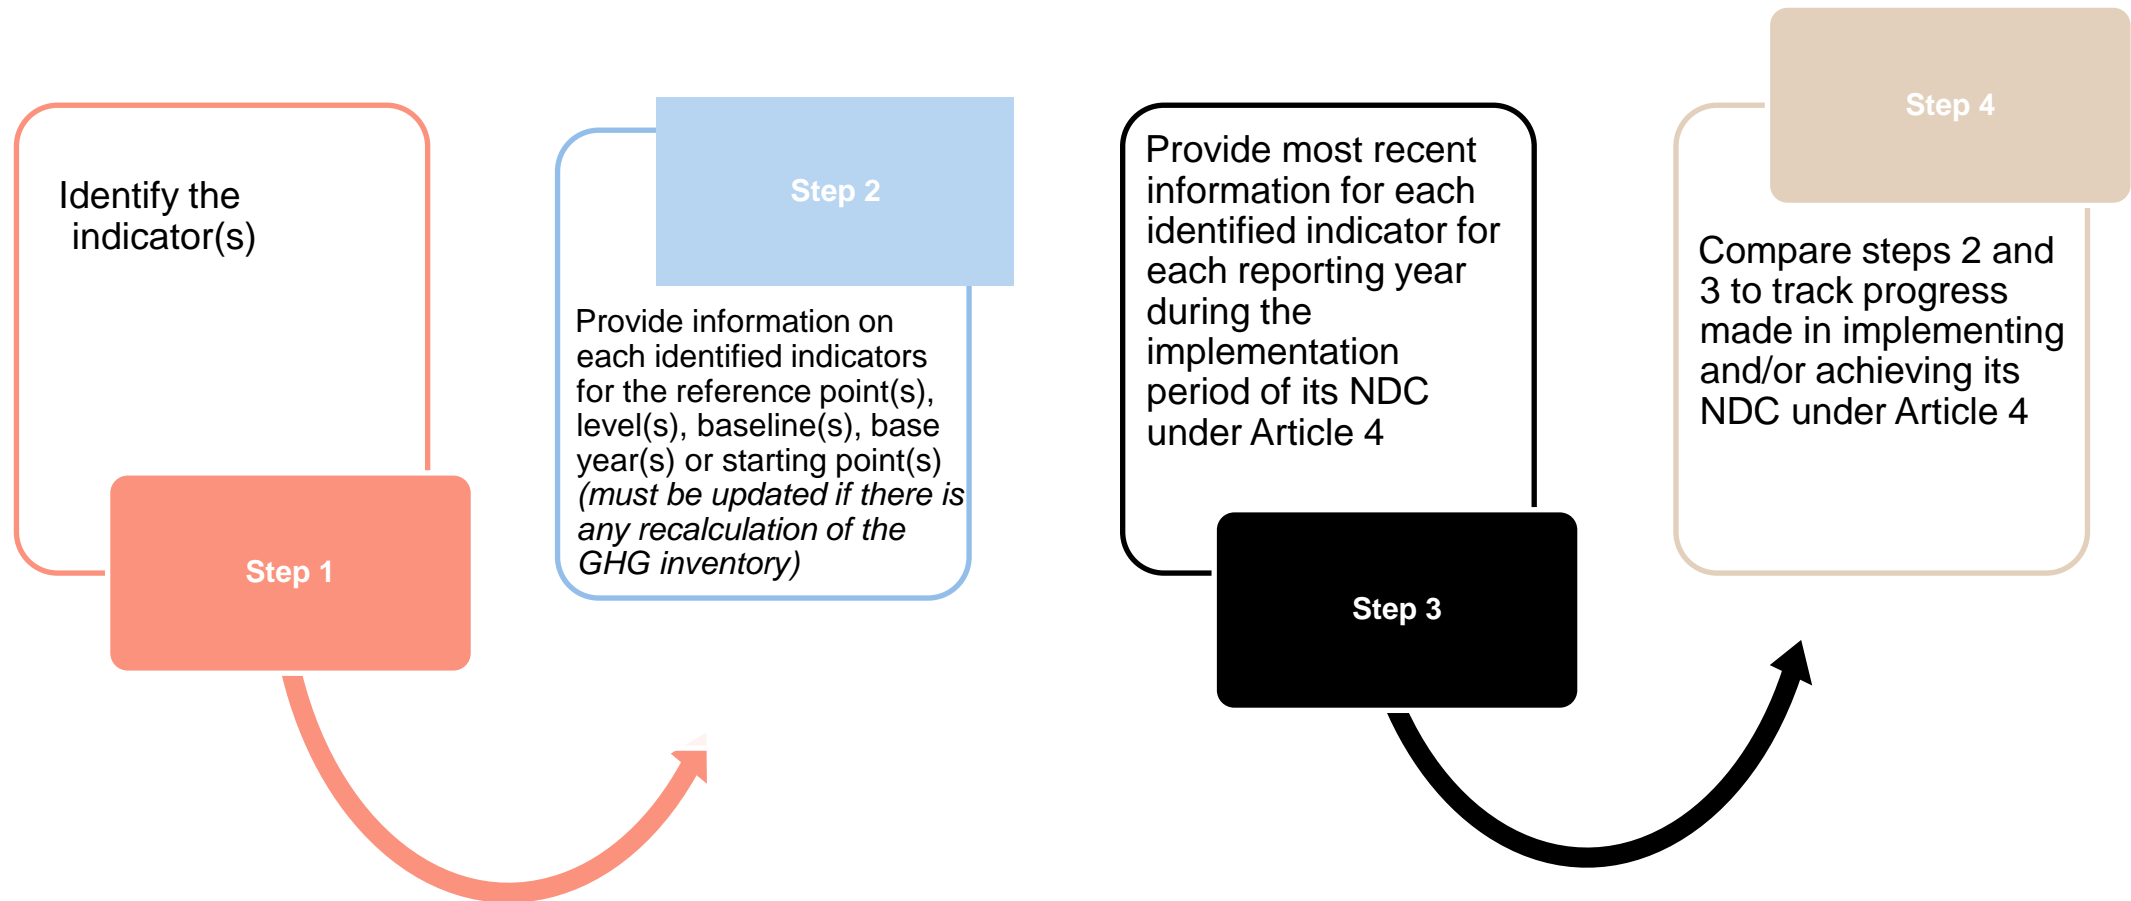 Identify the
indicator(s)
Step 1
Step 2
Provide information on
each identified indicators
for the reference point(s),
level(s), baseline(s), base
year(s) or starting point(s)
(must be updated if there is
any recalculation of the
GHG inventory)
Provide most recent
information for each
identified indicator for
each reporting year
during the
implementation
period of its NDC
under Article 4
Step 3
Step 4
Compare steps 2 and
3 to track progress
made in implementing
and/or achieving its
NDC under Article 4